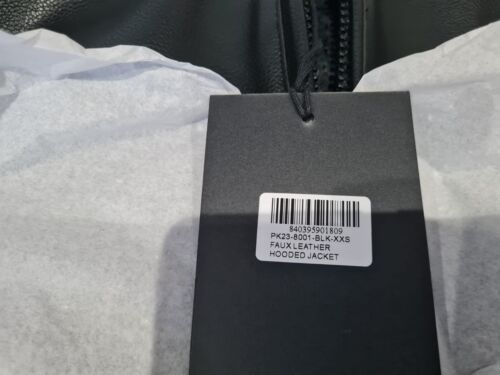 840395901809
PK23-8001-BLK-XXS
FAUX LEATHER
HOODED JACKET